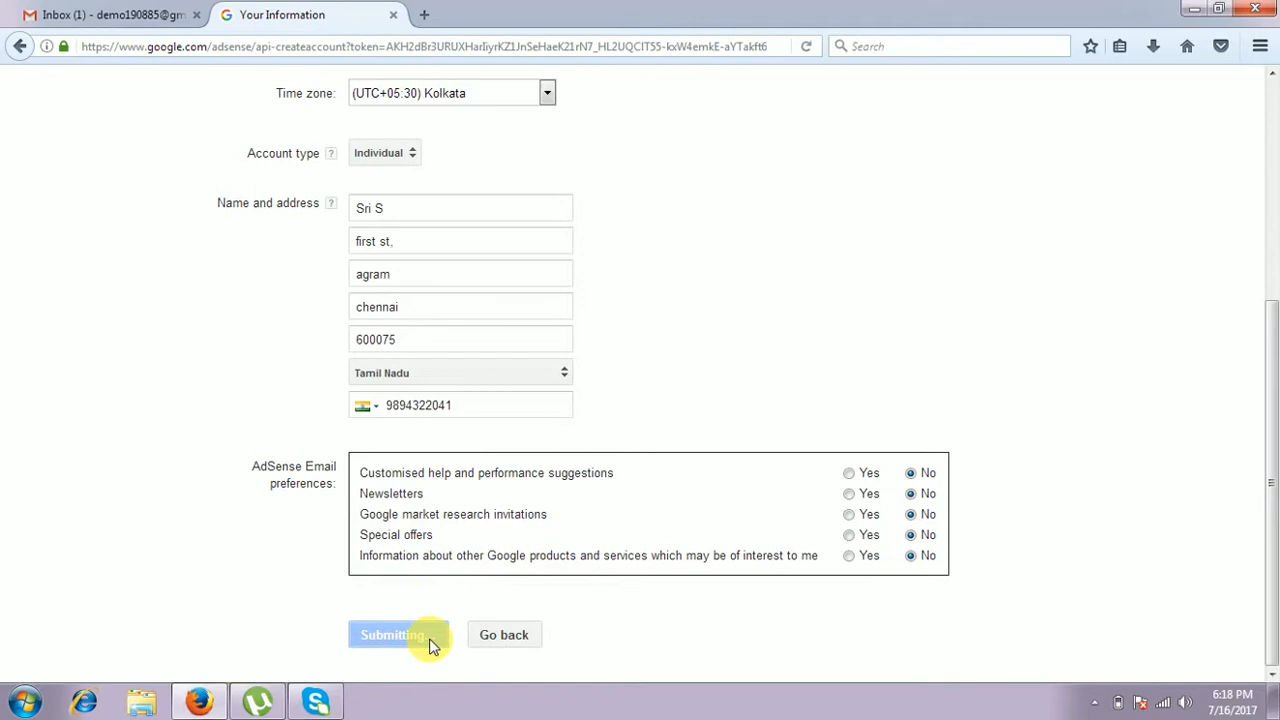 Inbox (1) - demo190885@gm
Your Information
https://www.google.com/adsense/api-createaccount?token=AKH2dBr3URUXHarIiyrKZ1JnSeHaeK21rN7_HL2UQCIT55-kxW4emkE-aYTakft6
Search
Time zone:
(UTC+05:30) Kolkata
Account type ?
Individual
Name and address ?
Sri S
first st,
agram
chennai
600075
Tamil Nadu
9894322041
AdSense Email
preferences:
Customised help and performance suggestions Yes No
Newsletters Yes No
Google market research invitations Yes No
Special offers Yes No
Information about other Google products and services which may be of interest to me Yes No
Submitting...
Go back
6:18 PM
7/16/2017